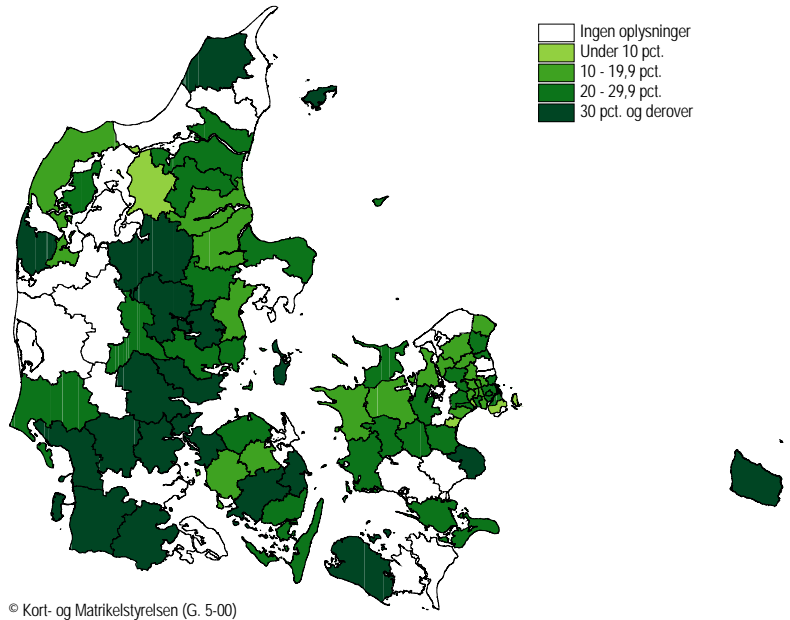 Ingen oplysninger
Under 10 pct.
10 - 19,9 pct.
20 - 29,9 pct.
30 pct. og derover
© Kort- og Matrikelstyrelsen (G. 5-00)